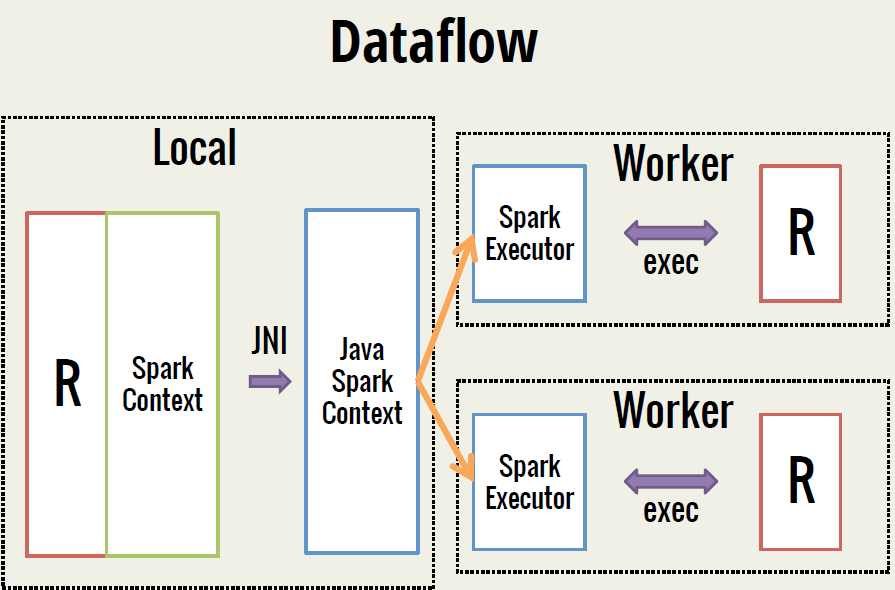 Dataflow
Local
R
Spark
Context
JNI
Java
Spark
Context
Worker
Spark
Executor
exec
R
Worker
Spark
Executor
exec
R